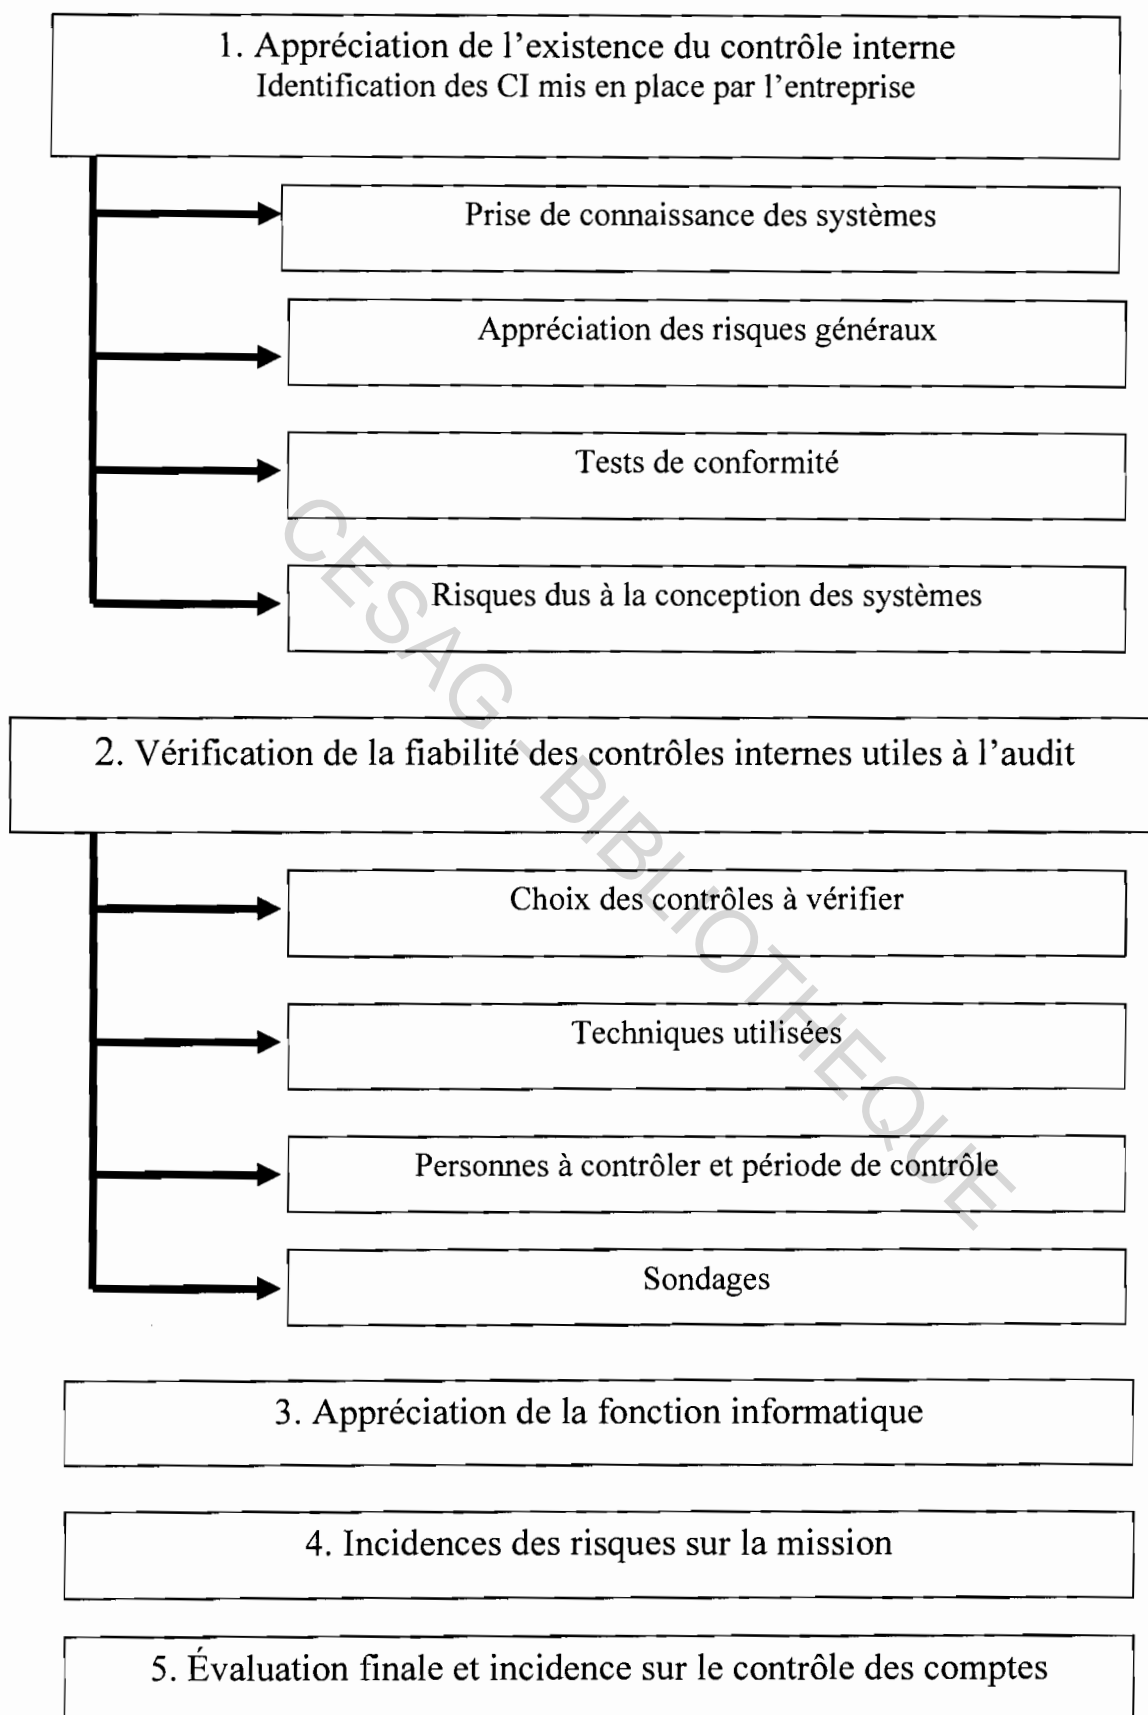 1. Appréciation de l’existence du contrôle interne
Identification des CI mis en place par l’entreprise
Prise de connaissance des systèmes
Appréciation des risques généraux
Tests de conformité
Risques dus à la conception des systèmes
2. Vérification de la fiabilité des contrôles internes utiles à l’audit
Choix des contrôles à vérifier
Techniques utilisées
Personnes à contrôler et période de contrôle
Sondages
3. Appréciation de la fonction informatique
4. Incidences des risques sur la mission
5. Évaluation finale et incidence sur le contrôle des comptes
CESAG - BIBLIOTHEQUE